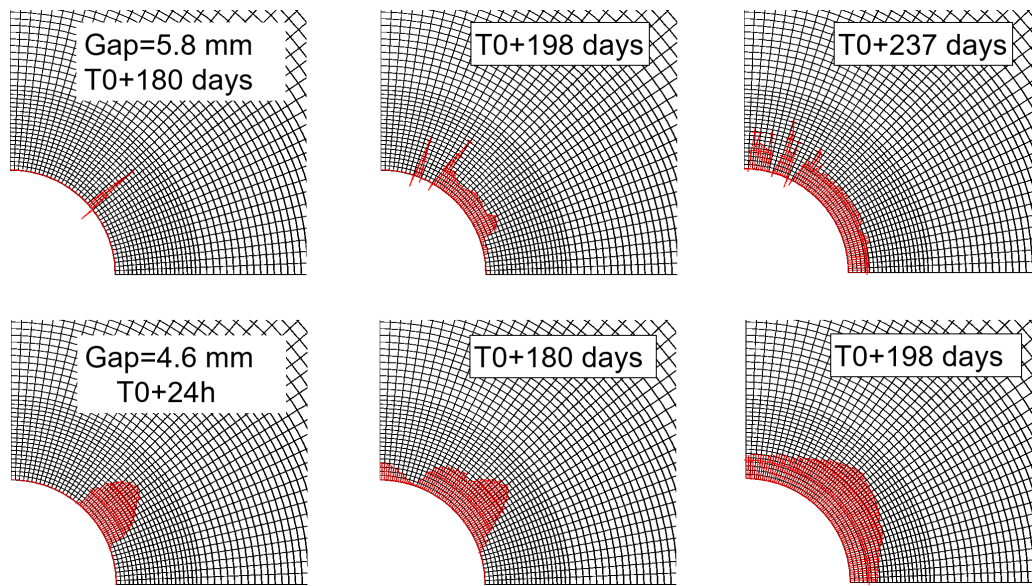 Gap=5.8 mm
T0+180 days
T0+198 days
T0+237 days
Gap=4.6 mm
T0+24h
T0+180 days
T0+198 days